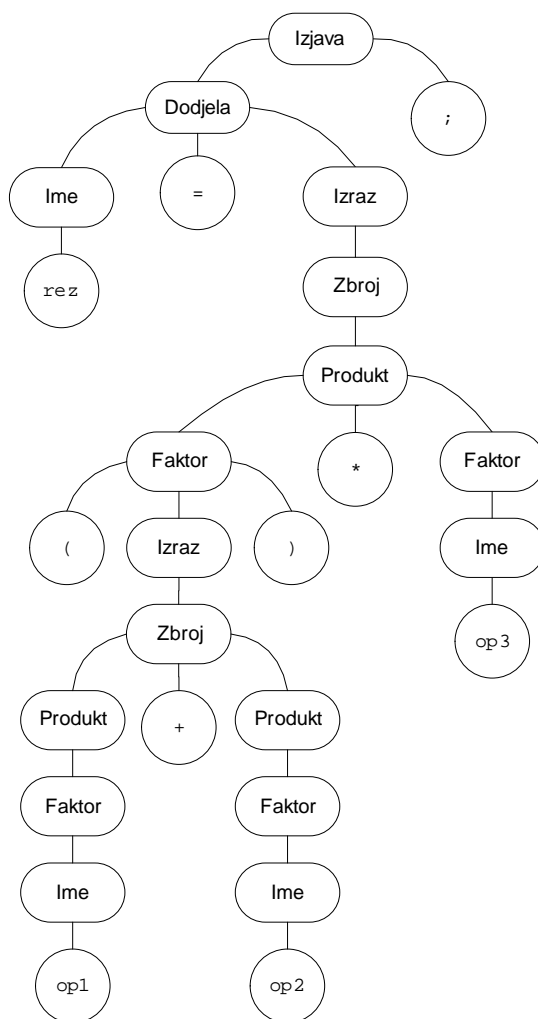 Izjava
Dodjela ;
Ime = Izraz
rez Zbroj
Produkt
Faktor * Faktor
( Izraz ) Ime
Zbroj op3
Produkt + Produkt
Faktor Faktor
Ime Ime
op1 op2